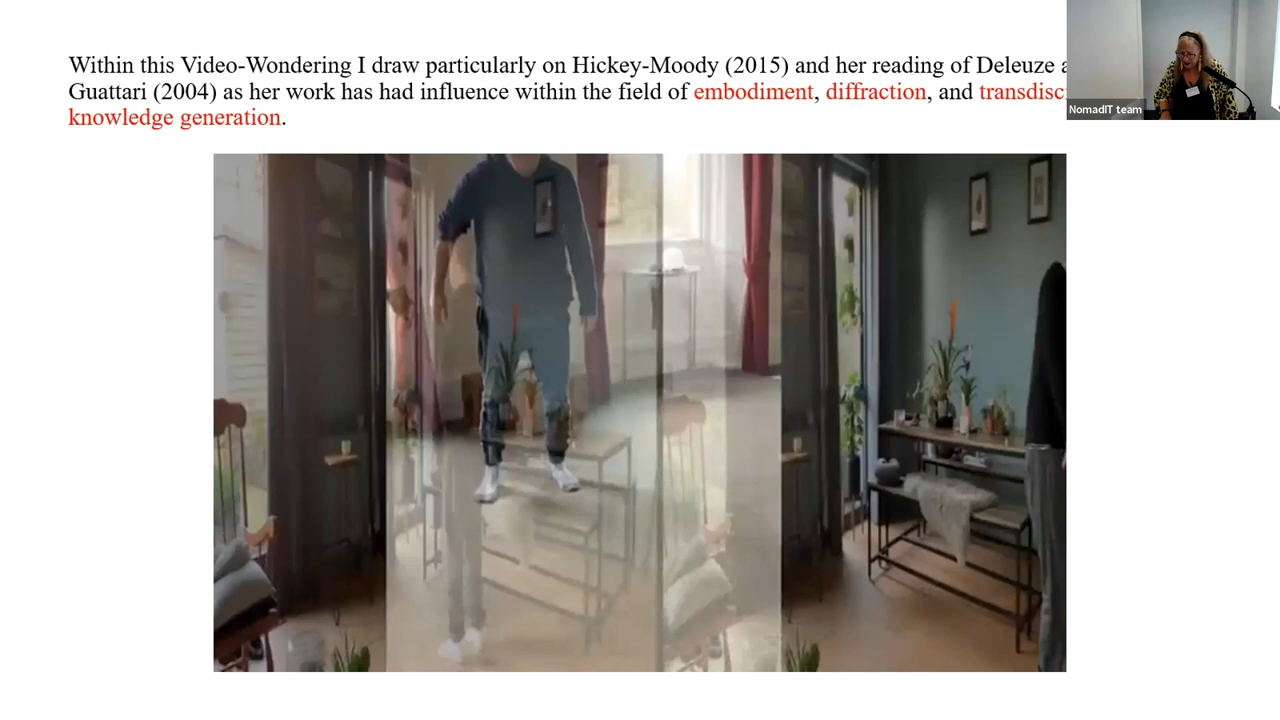 Within this Video-Wondering I draw particularly on Hickey-Moody (2015) and her reading of Deleuze
Guattari (2004) as her work has had influence within the field of embodiment, diffraction, and
knowledge generation.
NomadIT team